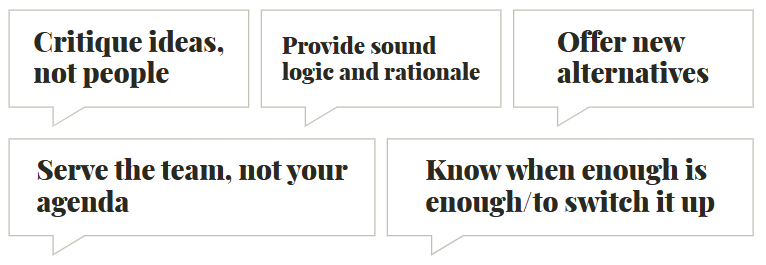 Critique ideas,
not people
Provide sound
logic and rationale
Offer new
alternatives
Serve the team, not your
agenda
Know when enough is
enough/to switch it up